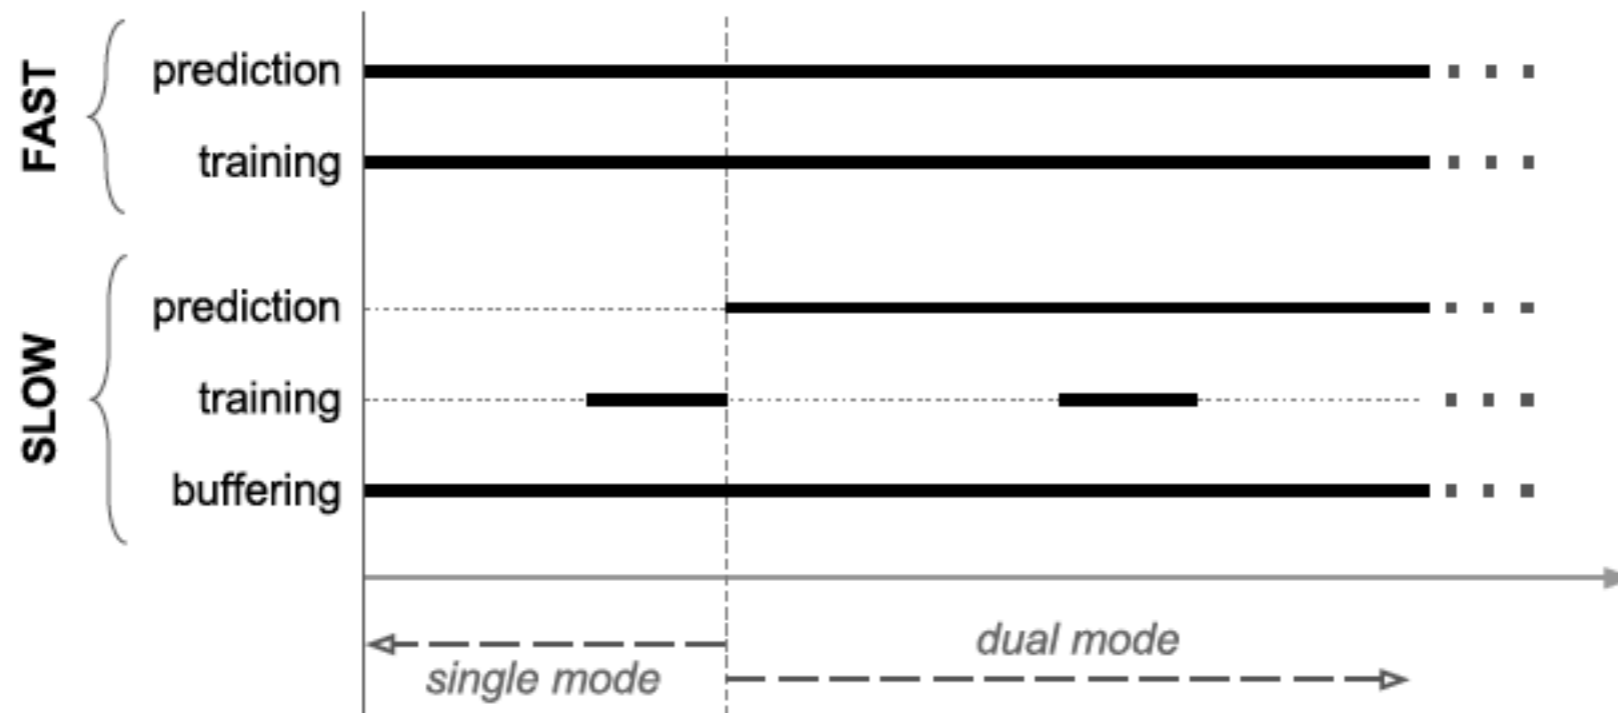 FAST
prediction
training
SLOW
prediction
training
buffering
dual mode
single mode